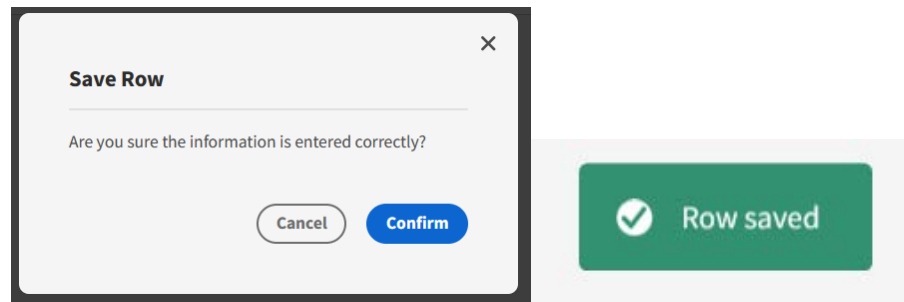 Save Row
Are you sure the information is entered correctly?
Cancel
Confirm
Row saved